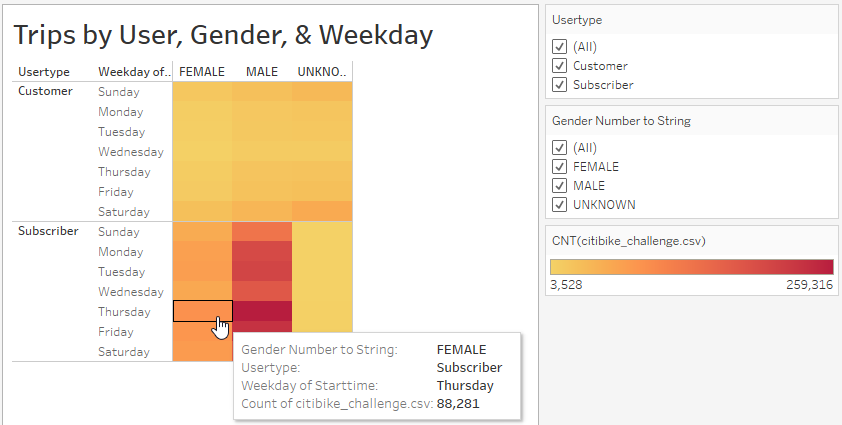 Trips by User, Gender, & Weekday
Usertype Weekday of.. FEMALE MALE UNKNO..
Customer Sunday
Monday
Tuesday
Wednesday
Thursday
Friday
Saturday
Subscriber Sunday
Monday
Tuesday
Wednesday
Thursday
Friday
Saturday
Gender Number to String: FEMALE
Usertype: Subscriber
Weekday of Starttime: Thursday
Count of citibike_challenge.csv: 88,281
Usertype
(All)
Customer
Subscriber
Gender Number to String
(All)
FEMALE
MALE
UNKNOWN
CNT(citibike_challenge.csv)
3,528 259,316